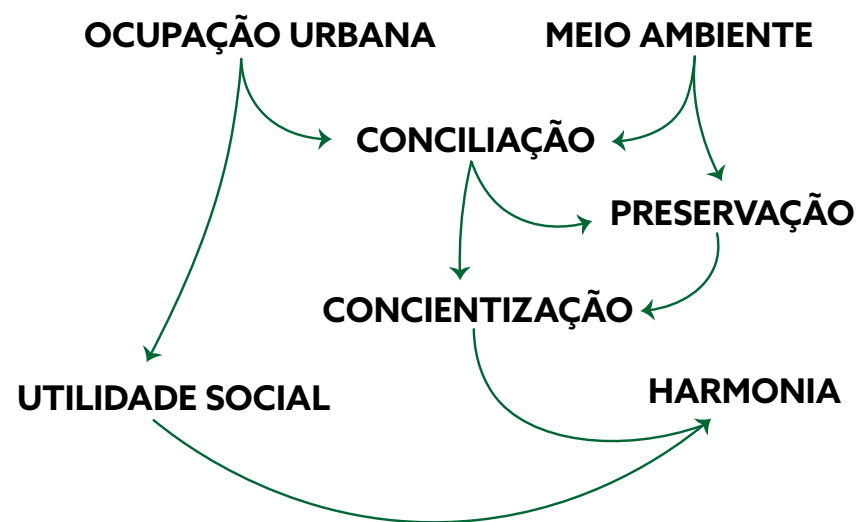 OCUPAÇÃO URBANA
MEIO AMBIENTE
CONCILIAÇÃO
PRESERVAÇÃO
CONCIENTIZAÇÃO
UTILIDADE SOCIAL
HARMONIA